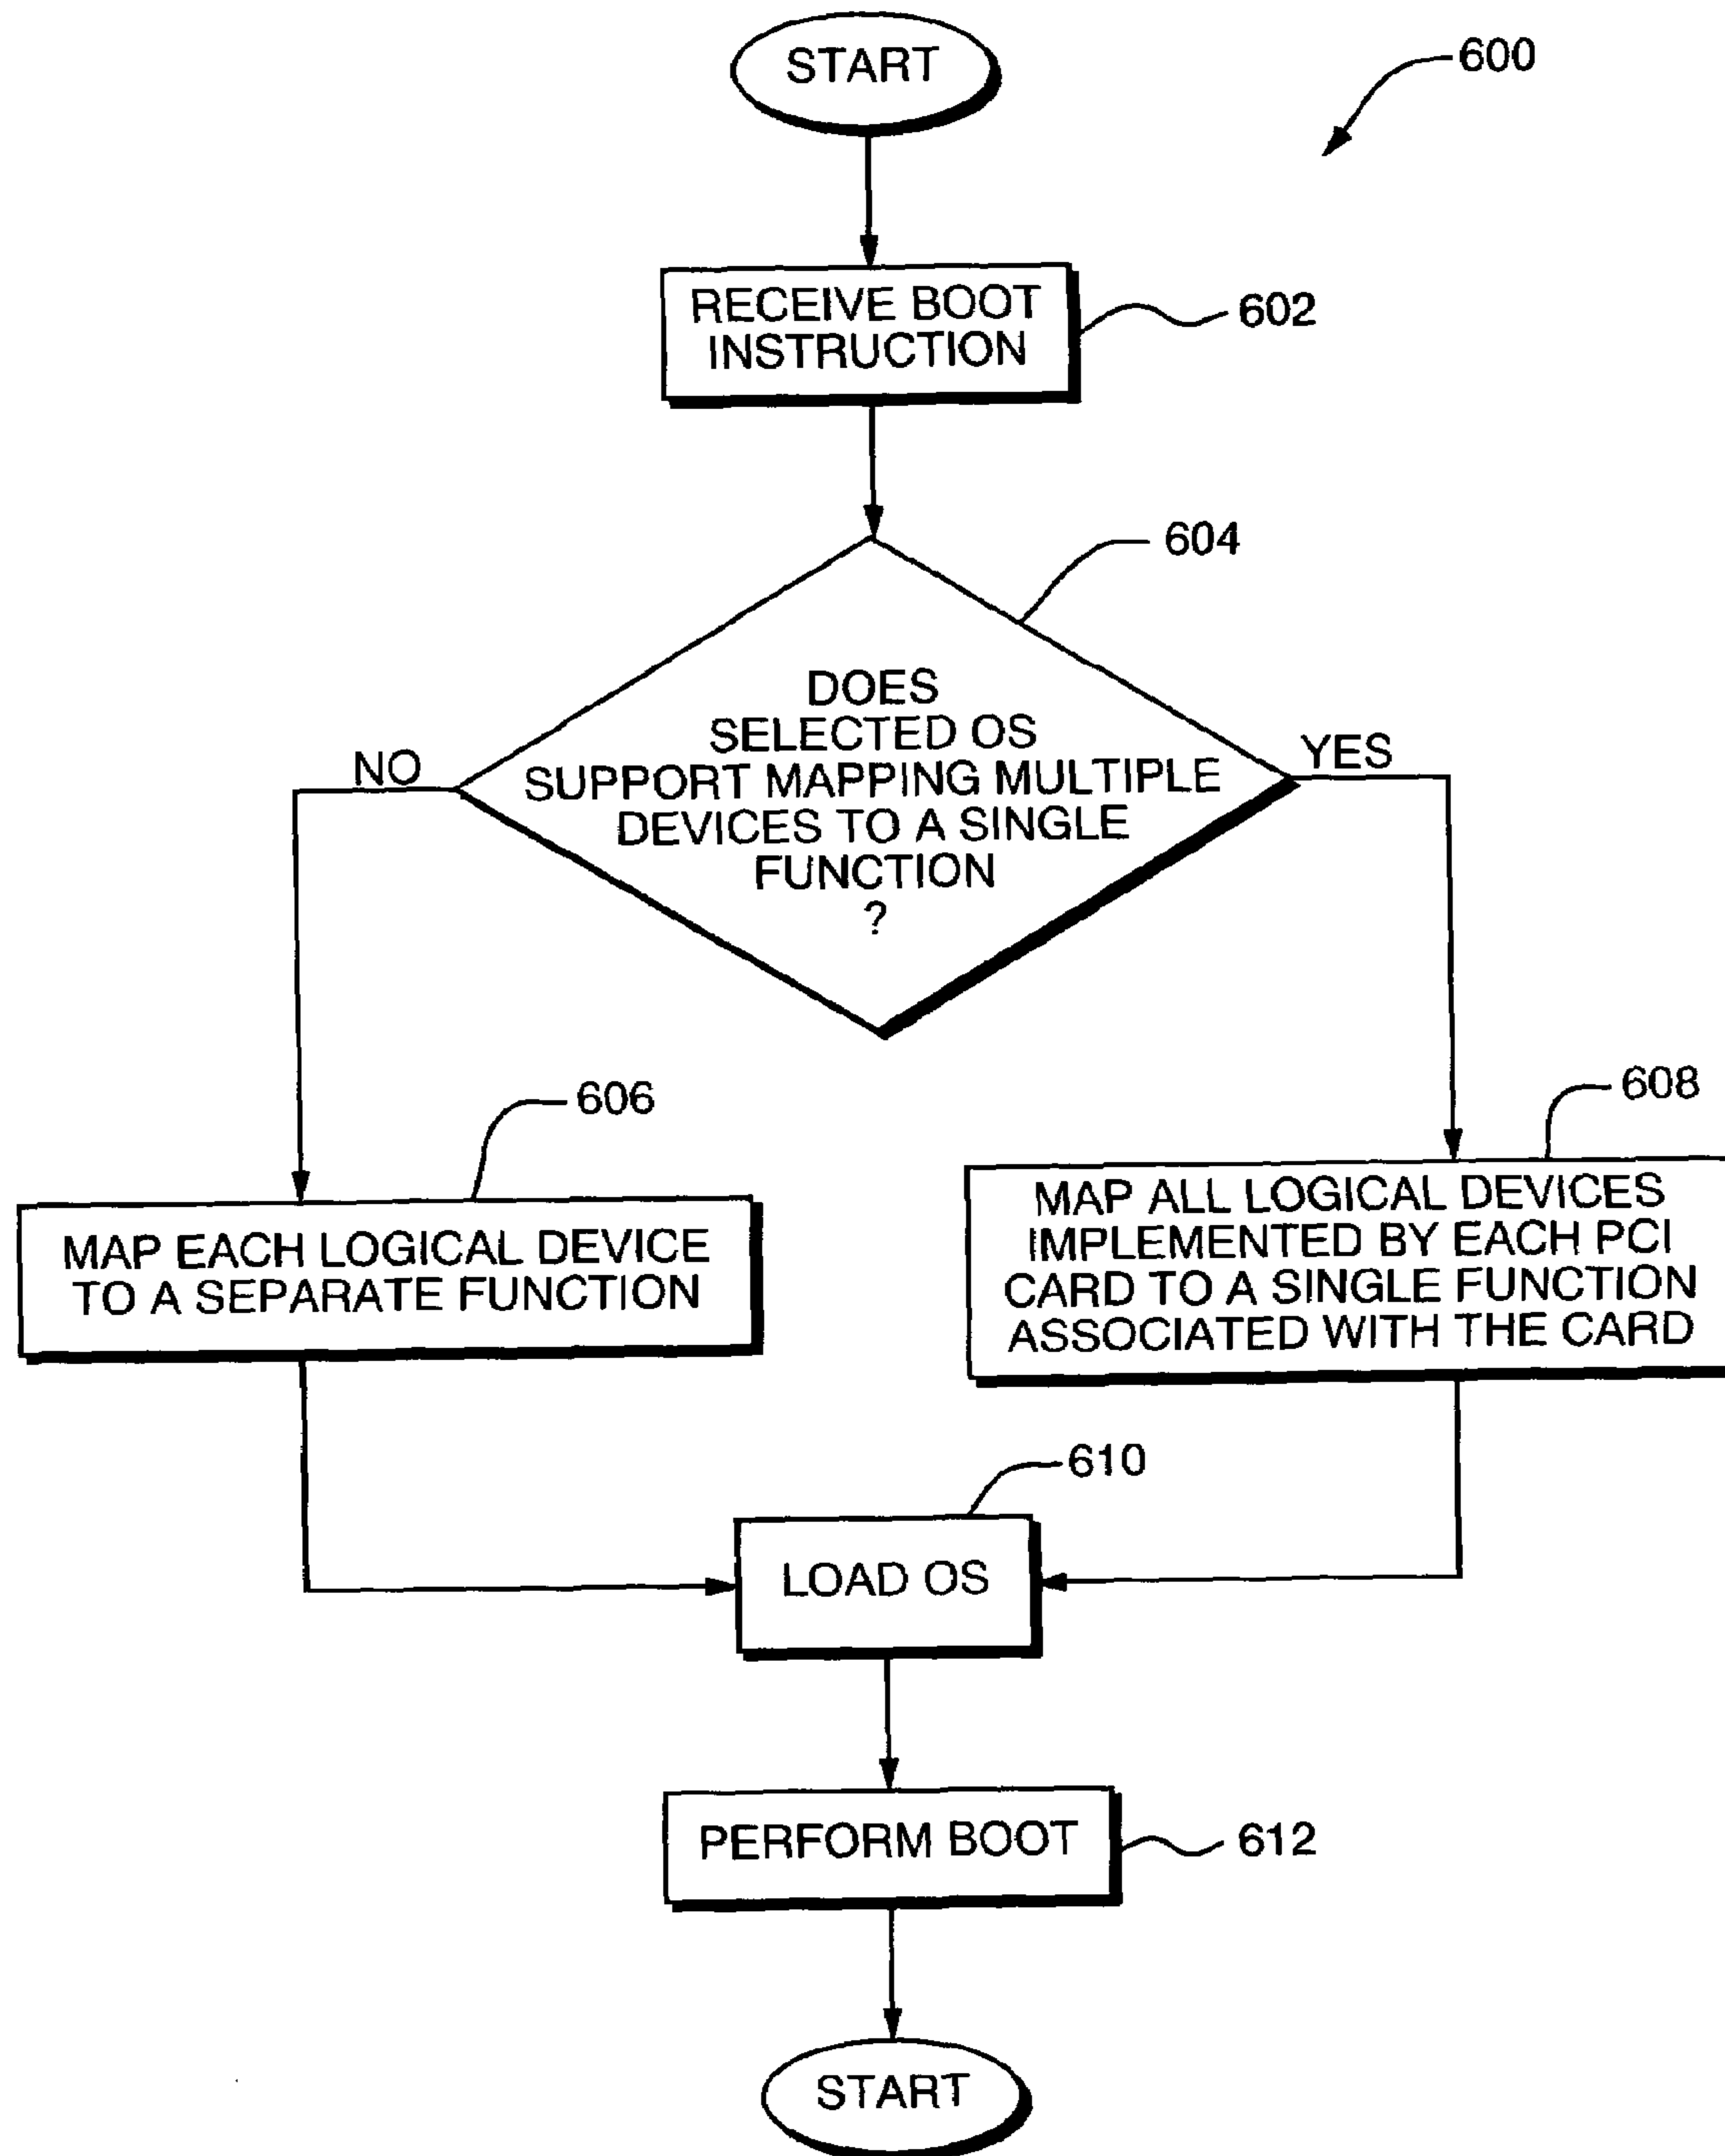 START
600
RECEIVE BOOT
INSTRUCTION
602
604
DOES
SELECTED OS
SUPPORT MAPPING MULTIPLE
DEVICES TO A SINGLE
FUNCTION
?
NO
YES
606
608
MAP EACH LOGICAL DEVICE
TO A SEPARATE FUNCTION
MAP ALL LOGICAL DEVICES
IMPLEMENTED BY EACH PCI
CARD TO A SINGLE FUNCTION
ASSOCIATED WITH THE CARD
610
LOAD OS
PERFORM BOOT
612
START